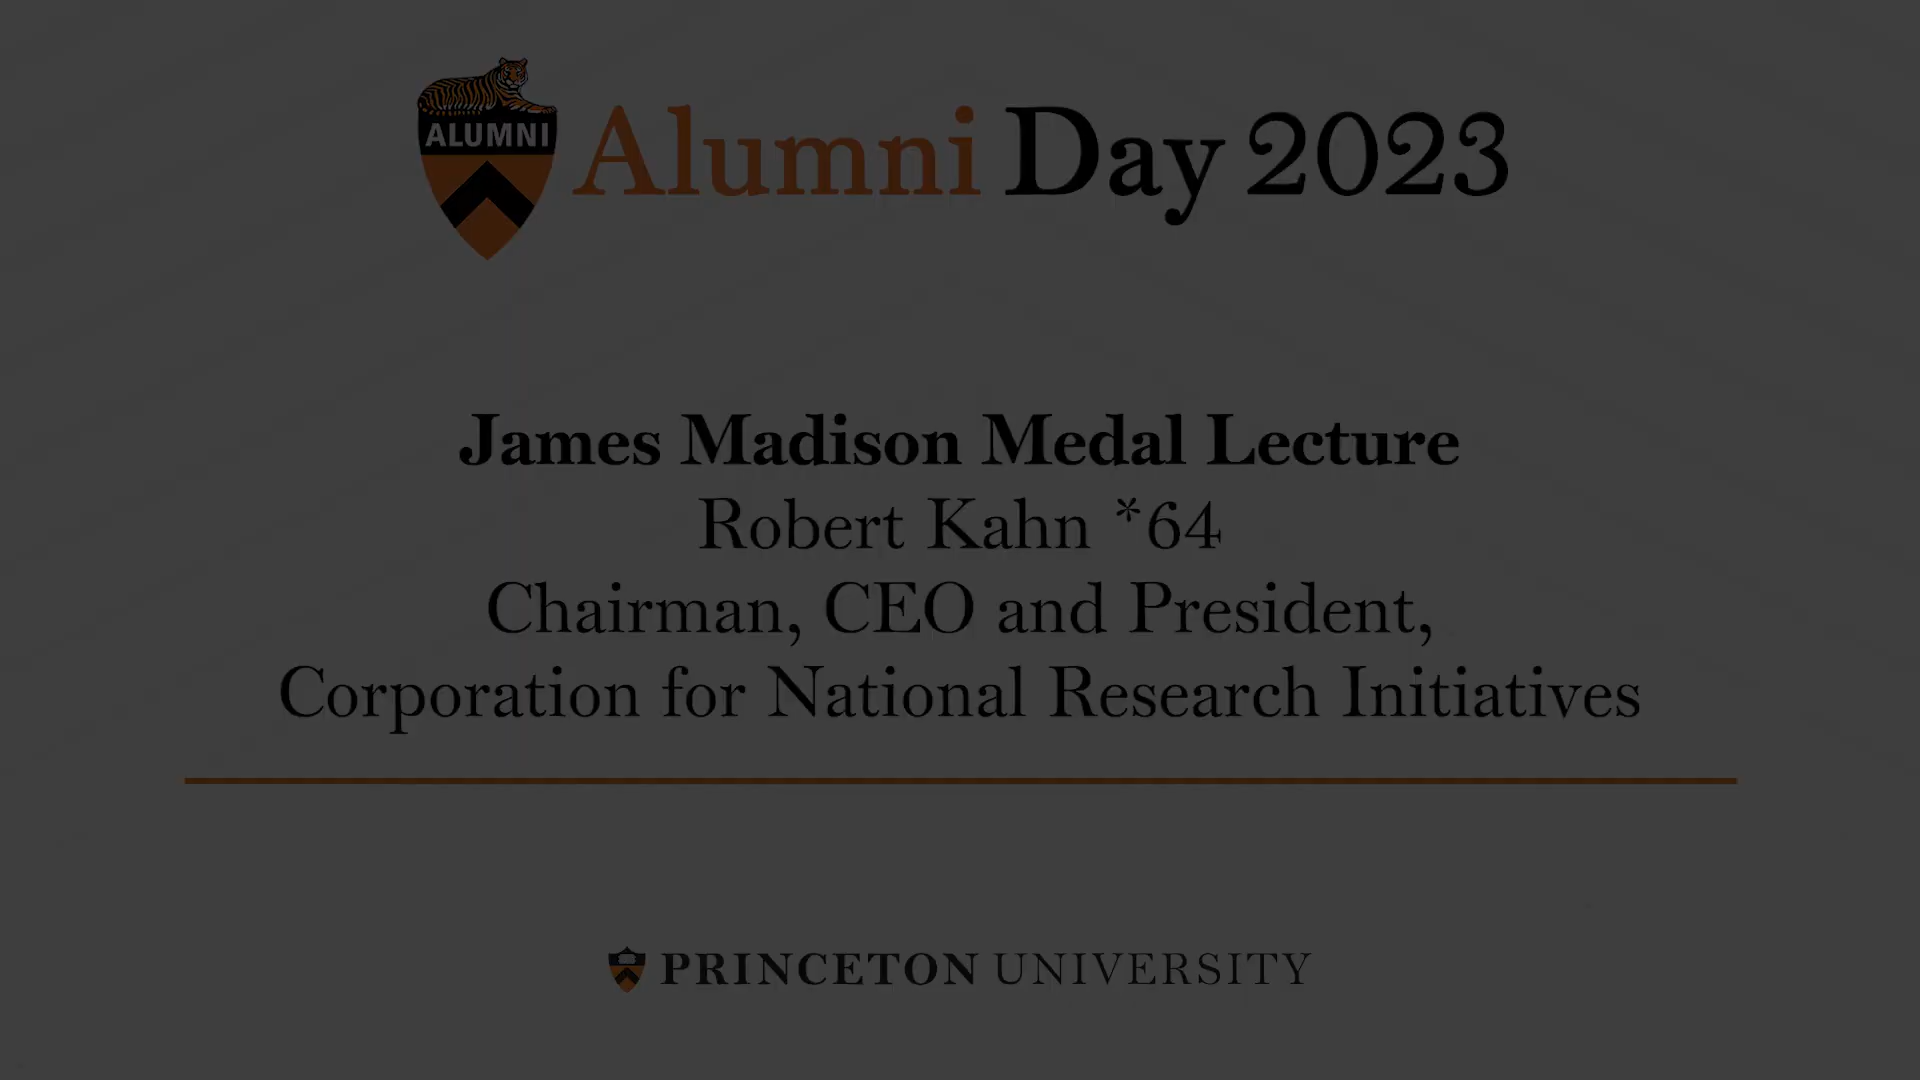 ALUMNI
Alumni Day 2023
James Madison Medal Lecture
Robert Kahn *64
Chairman, CEO and President,
Corporation for National Research Initiatives
PRINCETON UNIVERSITY